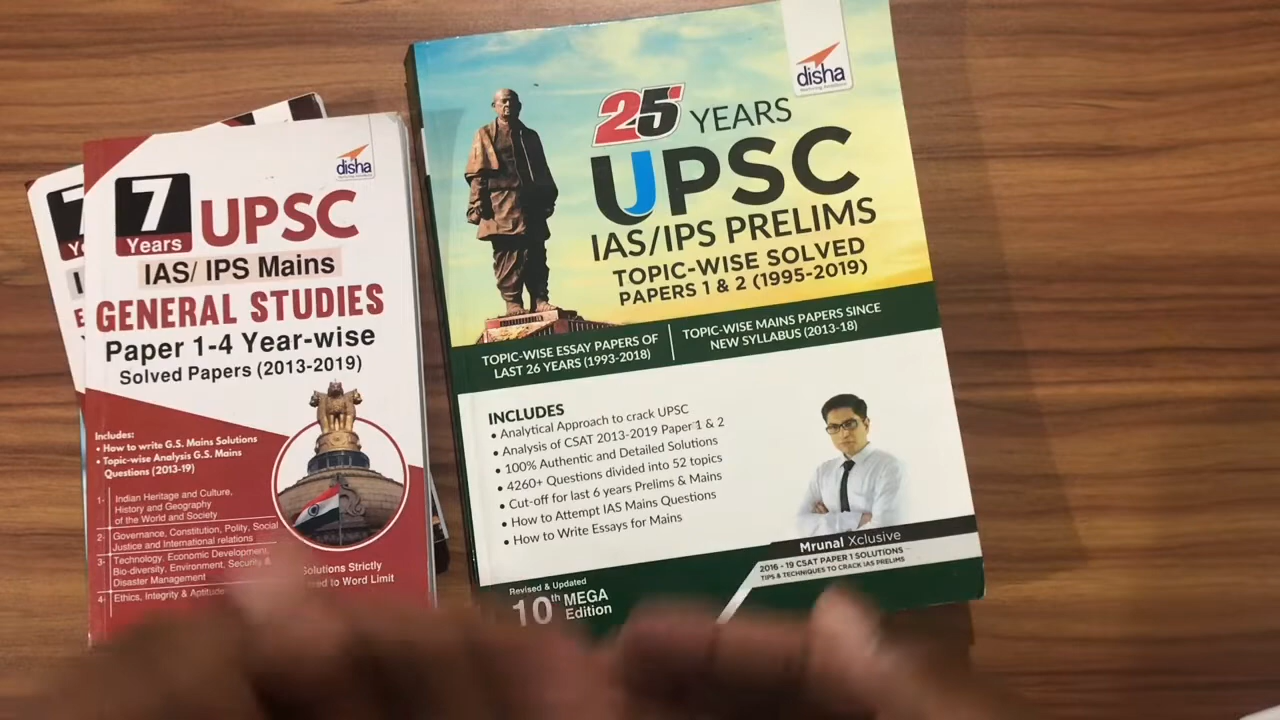 7
Years
UPSC
disha
IAS/ IPS Mains
GENERAL STUDIES
Paper 1-4 Year-wise
Solved Papers (2013-2019)
Includes:
• How to write G.S. Mains Solutions
• Topic-wise Analysis G.S. Mains
Questions (2013-19)
1- Indian Heritage and Culture,
History and Geography
of the World and Society
2- Governance, Constitution, Polity, Social
Justice and International relations
3- Technology, Economic Development,
Bio-diversity, Environment, Security &
Disaster Management
4- Ethics, Integrity &
Solutions Strictly
to Word Limit
7
disha
25 YEARS
UPSC
IAS/IPS PRELIMS
TOPIC-WISE SOLVED
PAPERS 1 & 2 (1995-2019)
TOPIC-WISE ESSAY PAPERS OF
LAST 26 YEARS (1993-2018)
TOPIC-WISE MAINS PAPERS SINCE
NEW SYLLABUS (2013-18)
INCLUDES
• Analytical Approach to crack UPSC
• Analysis of CSAT 2013-2019 Paper 1 & 2
• 100% Authentic and Detailed Solutions
• 4260+ Questions divided into 52 topics
• Cut-off for last 6 years Prelims & Mains
• How to Attempt IAS Mains Questions
• How to Write Essays for Mains
Mrunal Xclusive
2016 - 19 CSAT PAPER 1 SOLUTIONS
TIPS & TECHNIQUES TO CRACK IAS PRELIMS
Revised & Updated
10th MEGA
Edition